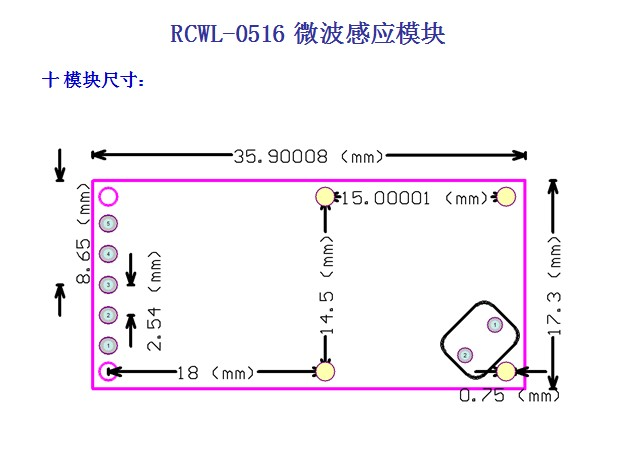 RCWL-0516 微波感应模块
十 模块尺寸：
35.90008 (mm)
15.00001 (mm)
8.65 (mm)
5
4
3
2
1
2.54 (mm)
14.5 (mm)
17.3 (mm)
1
2
18 (mm)
0.75 (mm)